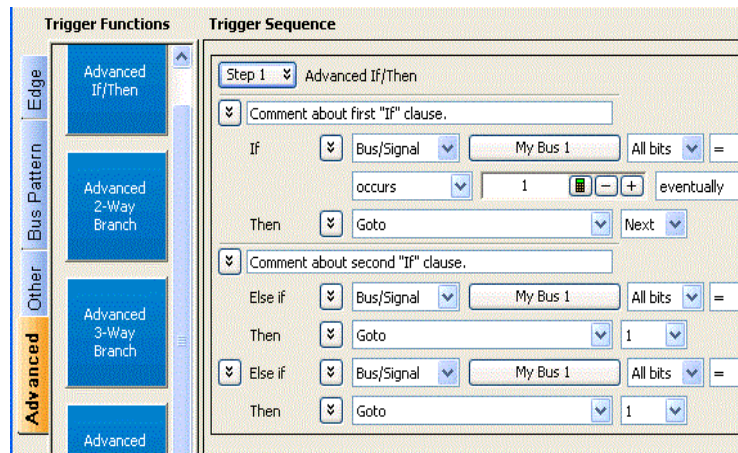 Trigger Functions
Trigger Sequence
Edge
Bus Pattern
Other
Advanced
Advanced
If/Then
Advanced
2-Way
Branch
Advanced
3-Way
Branch
Advanced
Step 1 Advanced If/Then
Comment about first "If" clause.
If Bus/Signal My Bus 1 All bits =
occurs 1 - + eventually
Then Goto Next
Comment about second "If" clause.
Else if Bus/Signal My Bus 1 All bits =
Then Goto 1
Else if Bus/Signal My Bus 1 All bits =
Then Goto 1